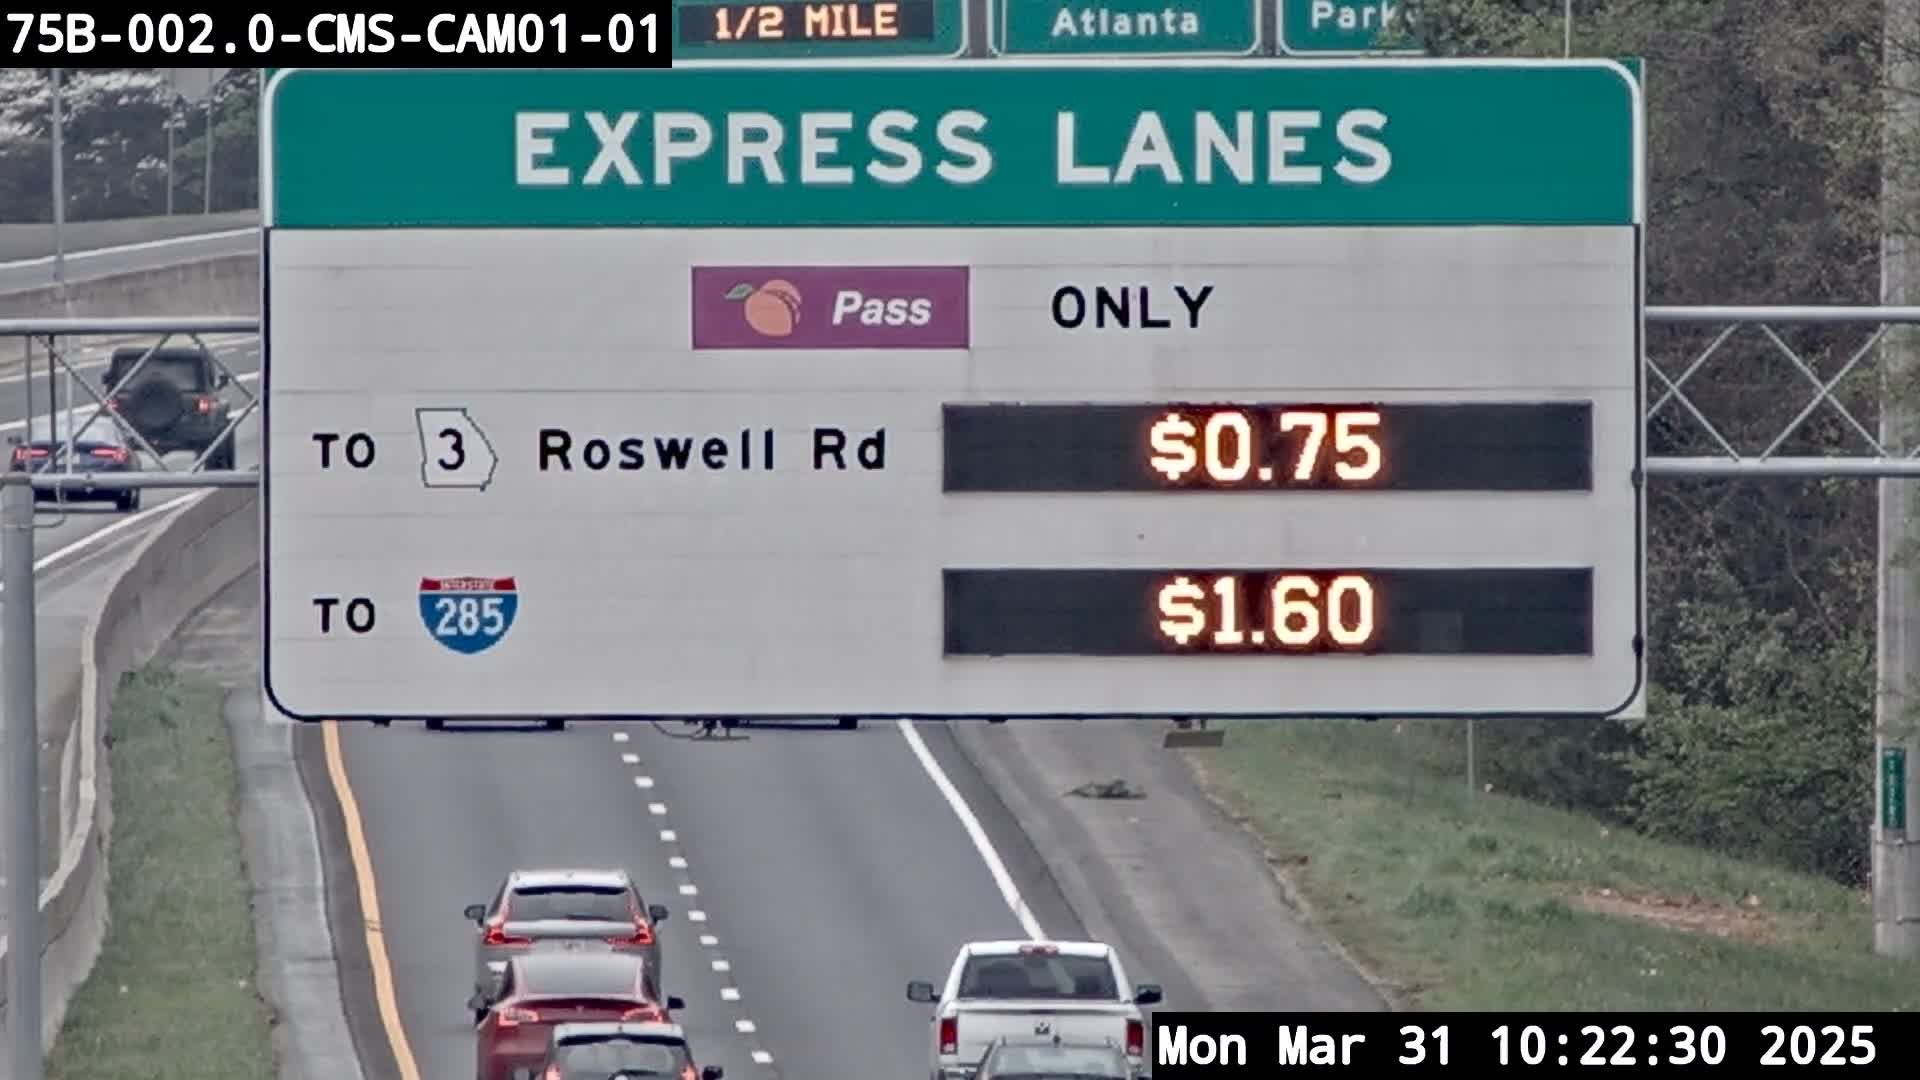 75B-002.0-CMS-CAM01-01
1/2 MILE
Atlanta
EXPRESS LANES
Pass ONLY
TO 3 Roswell Rd $0.75
TO INTERSTATE 285 $1.60
Mon Mar 31 10:22:30 2025